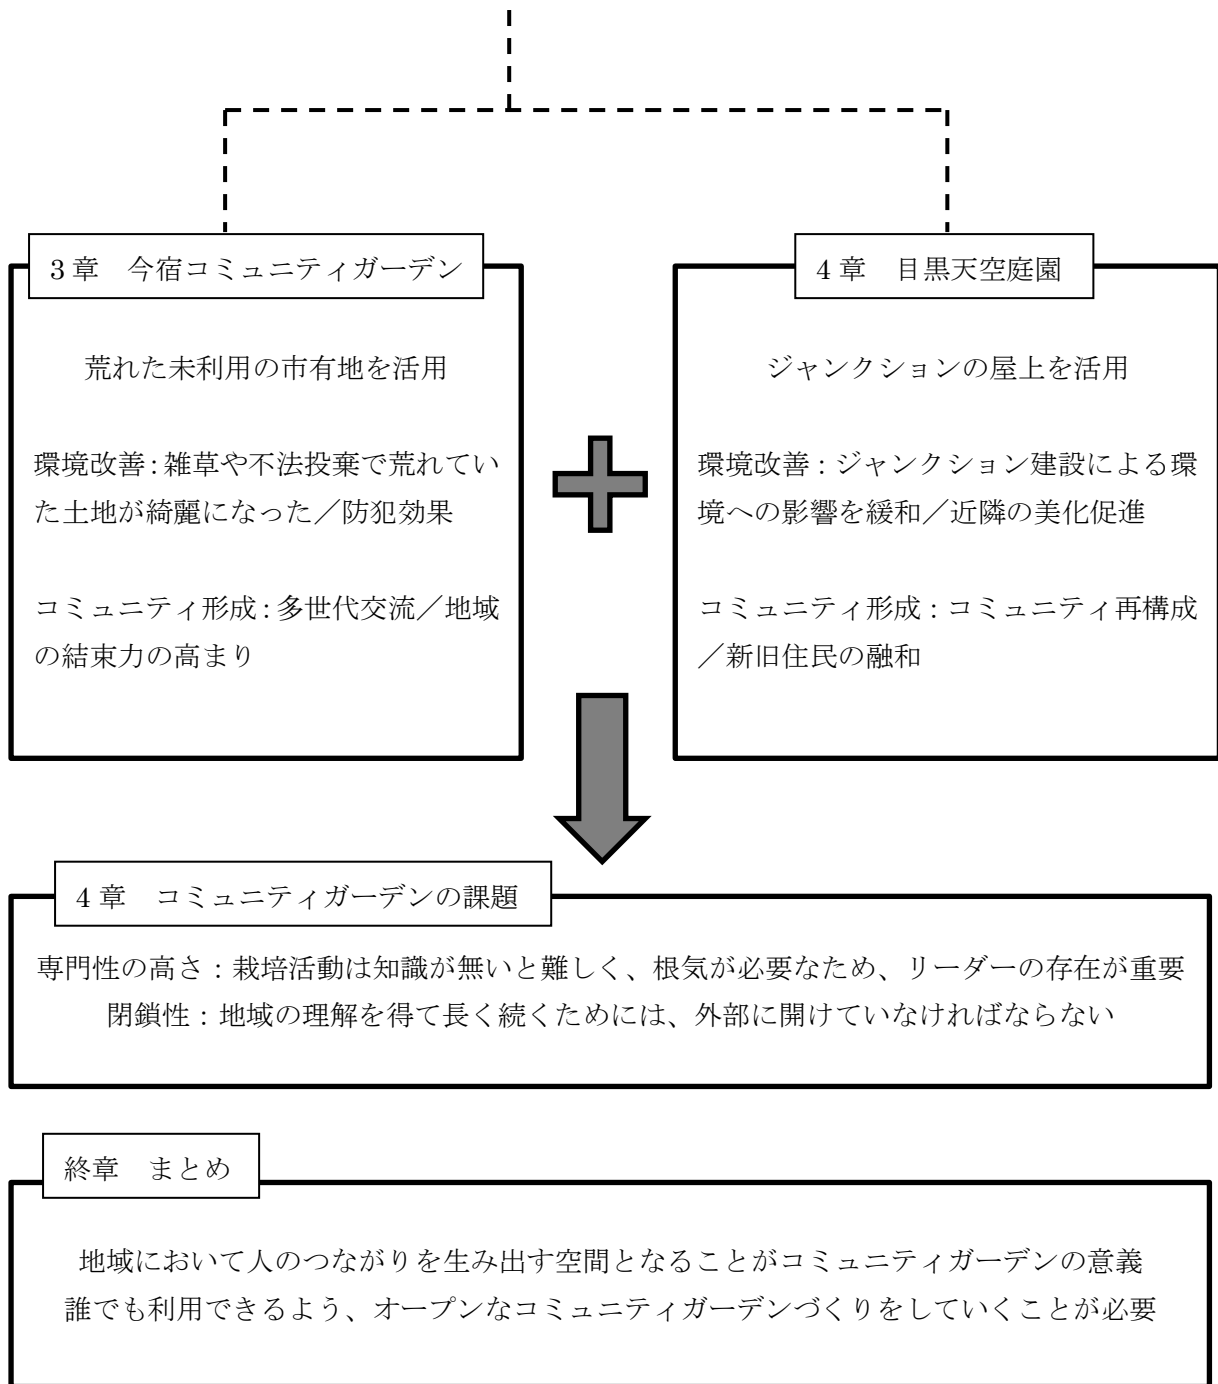 3章 今宿コミュニティガーデン
荒れた未利用の市有地を活用
環境改善：雑草や不法投棄で荒れてい
た土地が綺麗になった／防犯効果
コミュニティ形成：多世代交流／地域
の結束力の高まり
4章 目黒天空庭園
ジャンクションの屋上を活用
環境改善：ジャンクション建設による環
境への影響を緩和／近隣の美化促進
コミュニティ形成：コミュニティ再構成
／新旧住民の融和
4章 コミュニティガーデンの課題
専門性の高さ：栽培活動は知識が無いと難しく、根気が必要なため、リーダーの存在が重要
閉鎖性：地域の理解を得て長く続くためには、外部に開けていなければならない
終章 まとめ
地域において人のつながりを生み出す空間となることがコミュニティガーデンの意義
誰でも利用できるよう、オープンなコミュニティガーデンづくりをしていくことが必要